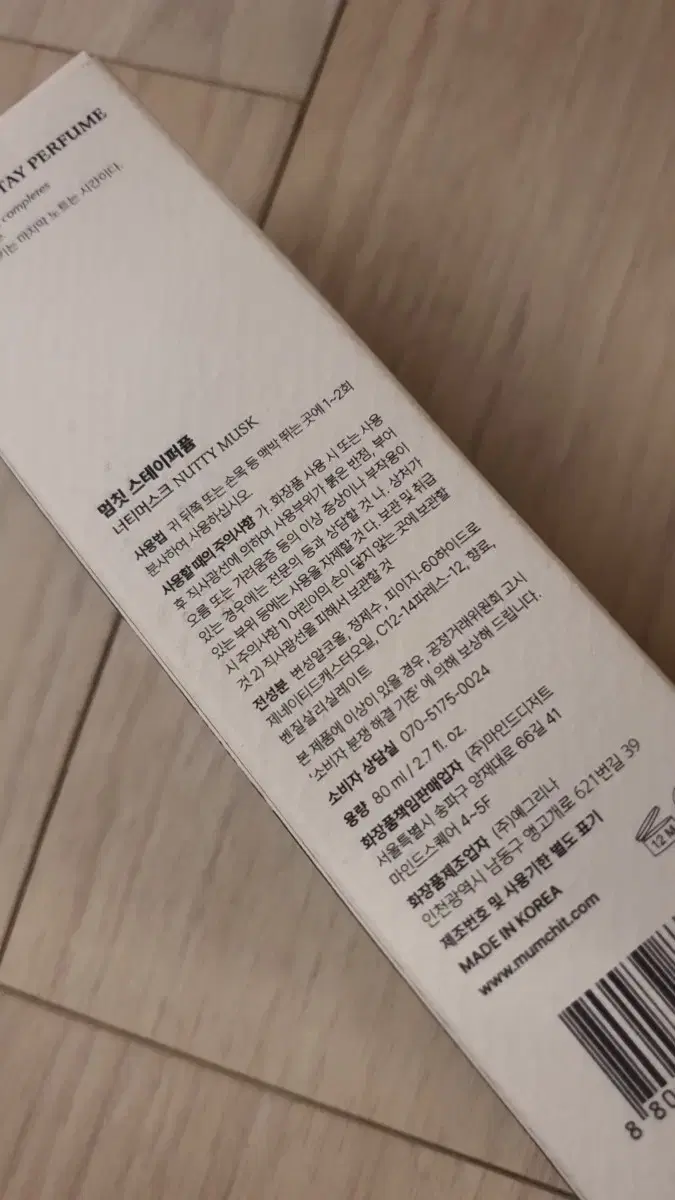 TAY PERFUME
completes
는 마지막 노트는 시간이다.
멈칫 스테이퍼퓸
너티머스크 NUTTY MUSK
사용법 귀 뒤쪽 또는 손목 등 맥박 뛰는 곳에 1~2회
분사하여 사용하십시오.
사용할 때의 주의사항 가. 화장품 사용 시 또는 사용
후 직사광선에 의하여 사용부위가 붉은 반점, 부어
오름 또는 가려움증 등의 이상 증상이나 부작용이
있는 경우에는 전문의 등과 상담할 것 나. 상처가
있는 부위 등에는 사용을 자제할 것 다. 보관 및 취급
시 주의사항 1) 어린이의 손이 닿지 않는 곳에 보관할
것 2) 직사광선을 피해서 보관할 것
전성분 변성알코올, 정제수, 피이지-60하이드로
제네이티드캐스터오일, C12-14파레스-12, 향료,
벤질살리실레이트
본 제품에 이상이 있을 경우, 공정거래위원회 고시
'소비자 분쟁 해결 기준' 에 의해 보상해 드립니다.
소비자 상담실 070-5175-0024
용량 80 ml / 2.7 fl. oz.
화장품책임판매업자 (주)마인드디저트
서울특별시 송파구 양재대로 66길 41
마인드스퀘어 4-5F
화장품제조업자 (주)에그리나
인천광역시 남동구 앵고개로 621번길 39
제조번호 및 사용기한 별도 표기
MADE IN KOREA
www.mumchit.com
12 M
8 80